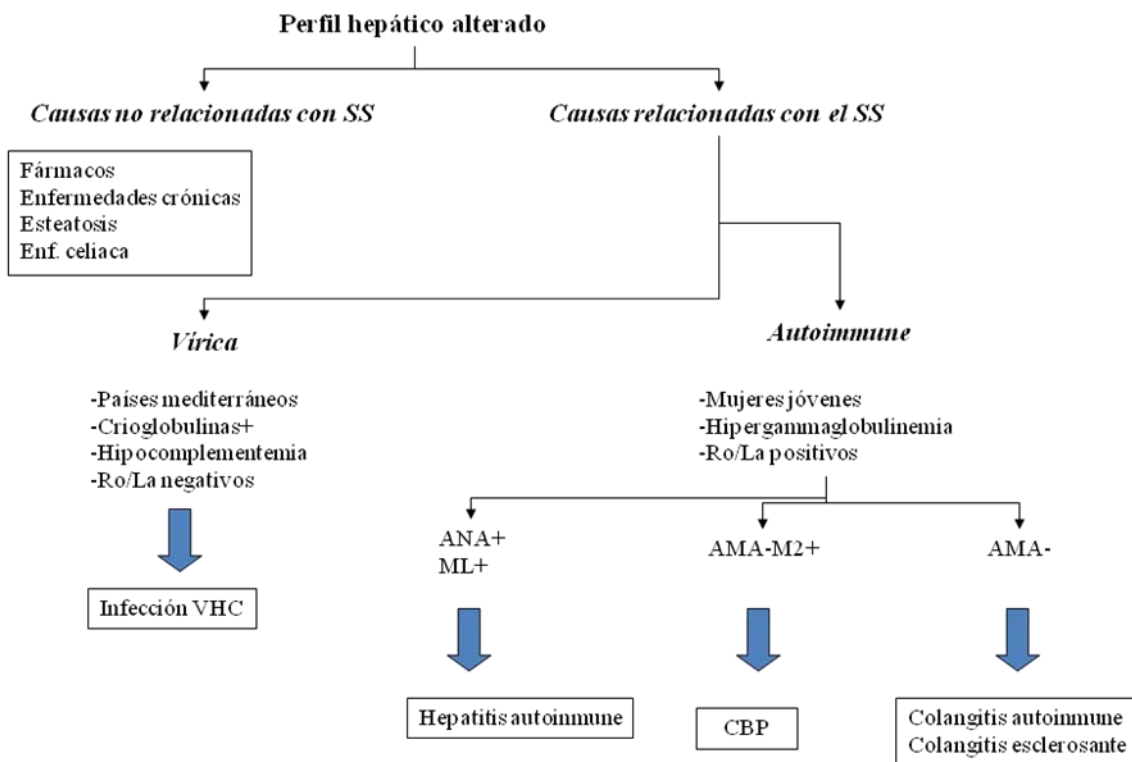 Perfil hepático alterado
Causas no relacionadas con SS
Causas relacionadas con el SS
Fármacos
Enfermedades crónicas
Esteatosis
Enf. celiaca
Vírica
Autoimmune
-Países mediterráneos
-Crioglobulinas+
-Hipocomplementemia
-Ro/La negativos
-Mujeres jóvenes
-Hipergammaglobulinemia
-Ro/La positivos
ANA+
ML+
AMA-M2+
AMA-
Infección VHC
Hepatitis autoinmune
CBP
Colangitis autoinmune
Colangitis esclerosante